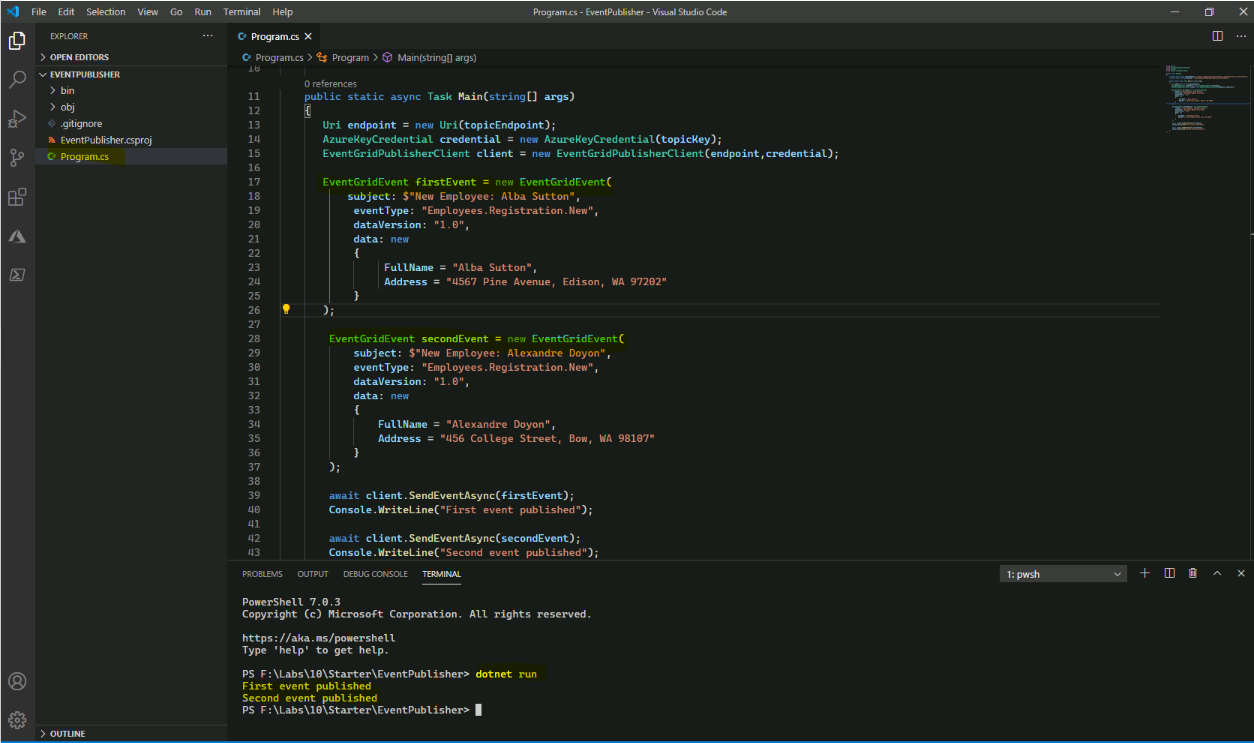 File Edit Selection View Go Run Terminal Help
Program.cs - EventPublisher - Visual Studio Code
EXPLORER
OPEN EDITORS
EVENTPUBLISHER
bin
obj
.gitignore
EventPublisher.csproj
Program.cs
OUTLINE
Program.cs
Program.cs > Program > Main(string[] args)
10
0 references
11 public static async Task Main(string[] args)
12 {
13 Uri endpoint = new Uri(topicEndpoint);
14 AzureKeyCredential credential = new AzureKeyCredential(topicKey);
15 EventGridPublisherClient client = new EventGridPublisherClient(endpoint,credential);
16
17 EventGridEvent firstEvent = new EventGridEvent(
18 subject: $"New Employee: Alba Sutton",
19 eventType: "Employees.Registration.New",
20 dataVersion: "1.0",
21 data: new
22 {
23 FullName = "Alba Sutton",
24 Address = "4567 Pine Avenue, Edison, WA 97202"
25 }
26 );
27
28 EventGridEvent secondEvent = new EventGridEvent(
29 subject: $"New Employee: Alexandre Doyon",
30 eventType: "Employees.Registration.New",
31 dataVersion: "1.0",
32 data: new
33 {
34 FullName = "Alexandre Doyon",
35 Address = "456 College Street, Bow, WA 98107"
36 }
37 );
38
39 await client.SendEventAsync(firstEvent);
40 Console.WriteLine("First event published");
41
42 await client.SendEventAsync(secondEvent);
43 Console.WriteLine("Second event published");
PROBLEMS OUTPUT DEBUG CONSOLE TERMINAL
1: pwsh
PowerShell 7.0.3
Copyright (c) Microsoft Corporation. All rights reserved.
https://aka.ms/powershell
Type 'help' to get help.
PS F:\Labs\10\Starter\EventPublisher> dotnet run
First event published
Second event published
PS F:\Labs\10\Starter\EventPublisher>